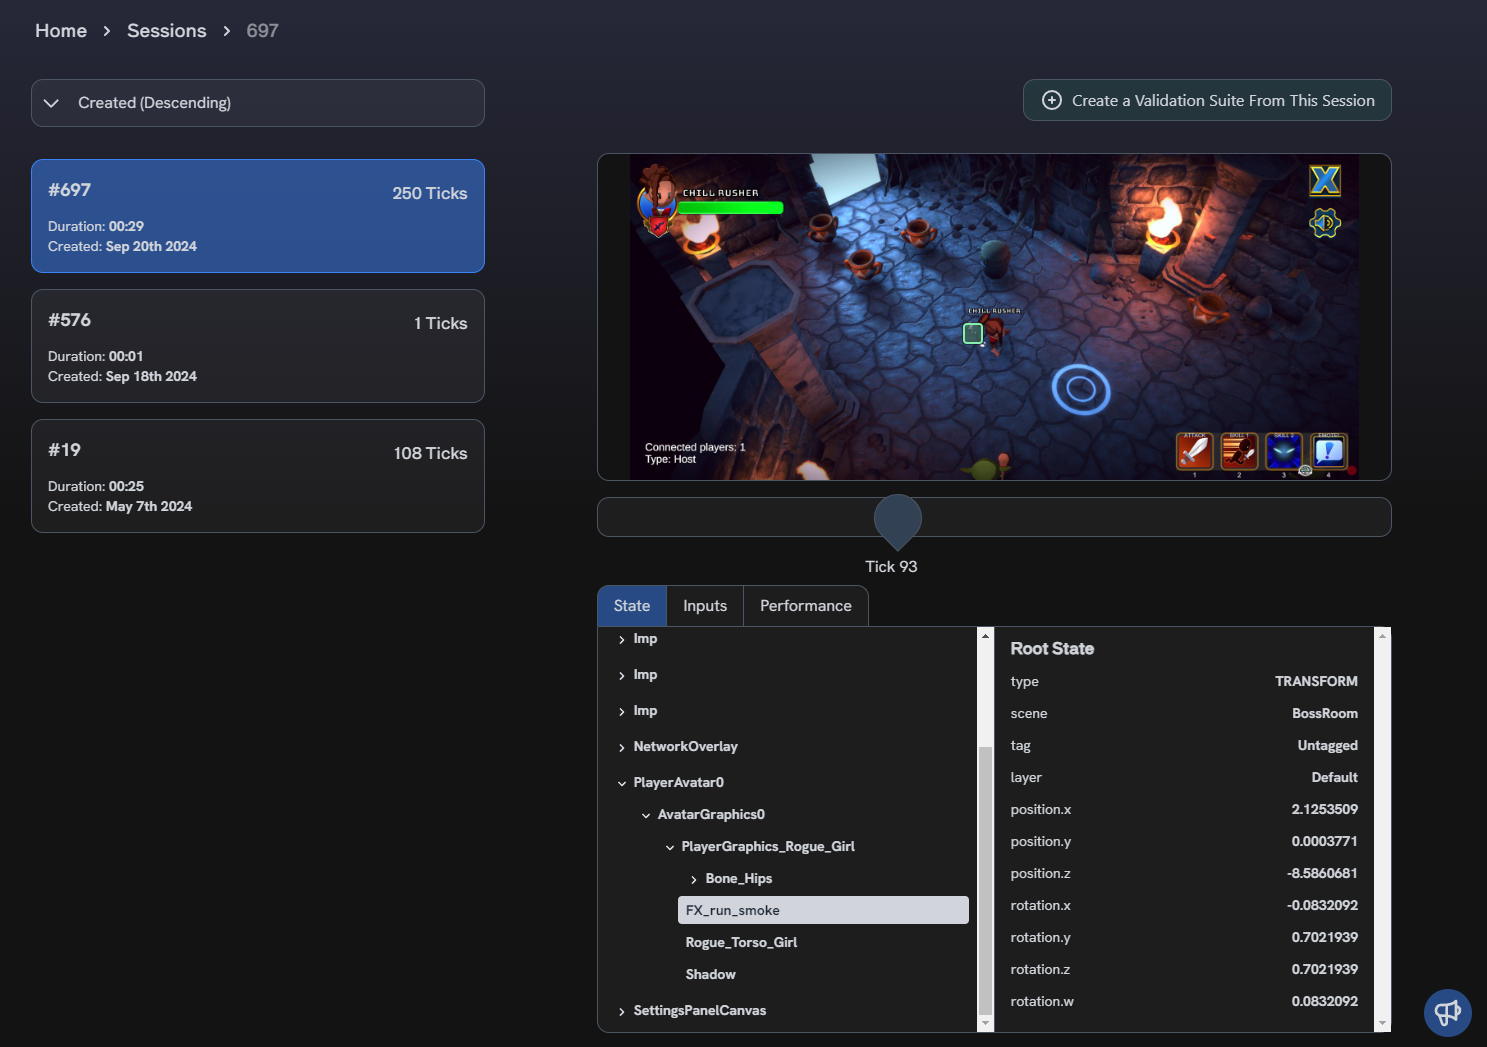 Home > Sessions > 697
Created (Descending)
Create a Validation Suite From This Session
#697
250 Ticks
Duration: 00:29
Created: Sep 20th 2024
#576
1 Ticks
Duration: 00:01
Created: Sep 18th 2024
#19
108 Ticks
Duration: 00:25
Created: May 7th 2024
CHILL RUSHER
CHILL RUSHER
Connected players: 1
Type: Host
ATTACK
SKILL 1
SKILL 2
EMOTE!
1
2
3
4
Tick 93
State
Inputs
Performance
Imp
Imp
Imp
NetworkOverlay
PlayerAvatar0
AvatarGraphics0
PlayerGraphics_Rogue_Girl
Bone_Hips
FX_run_smoke
Rogue_Torso_Girl
Shadow
SettingsPanelCanvas
Root State
type TRANSFORM
scene BossRoom
tag Untagged
layer Default
position.x 2.1253509
position.y 0.0003771
position.z -8.5860681
rotation.x -0.0832092
rotation.y 0.7021939
rotation.z 0.7021939
rotation.w 0.0832092